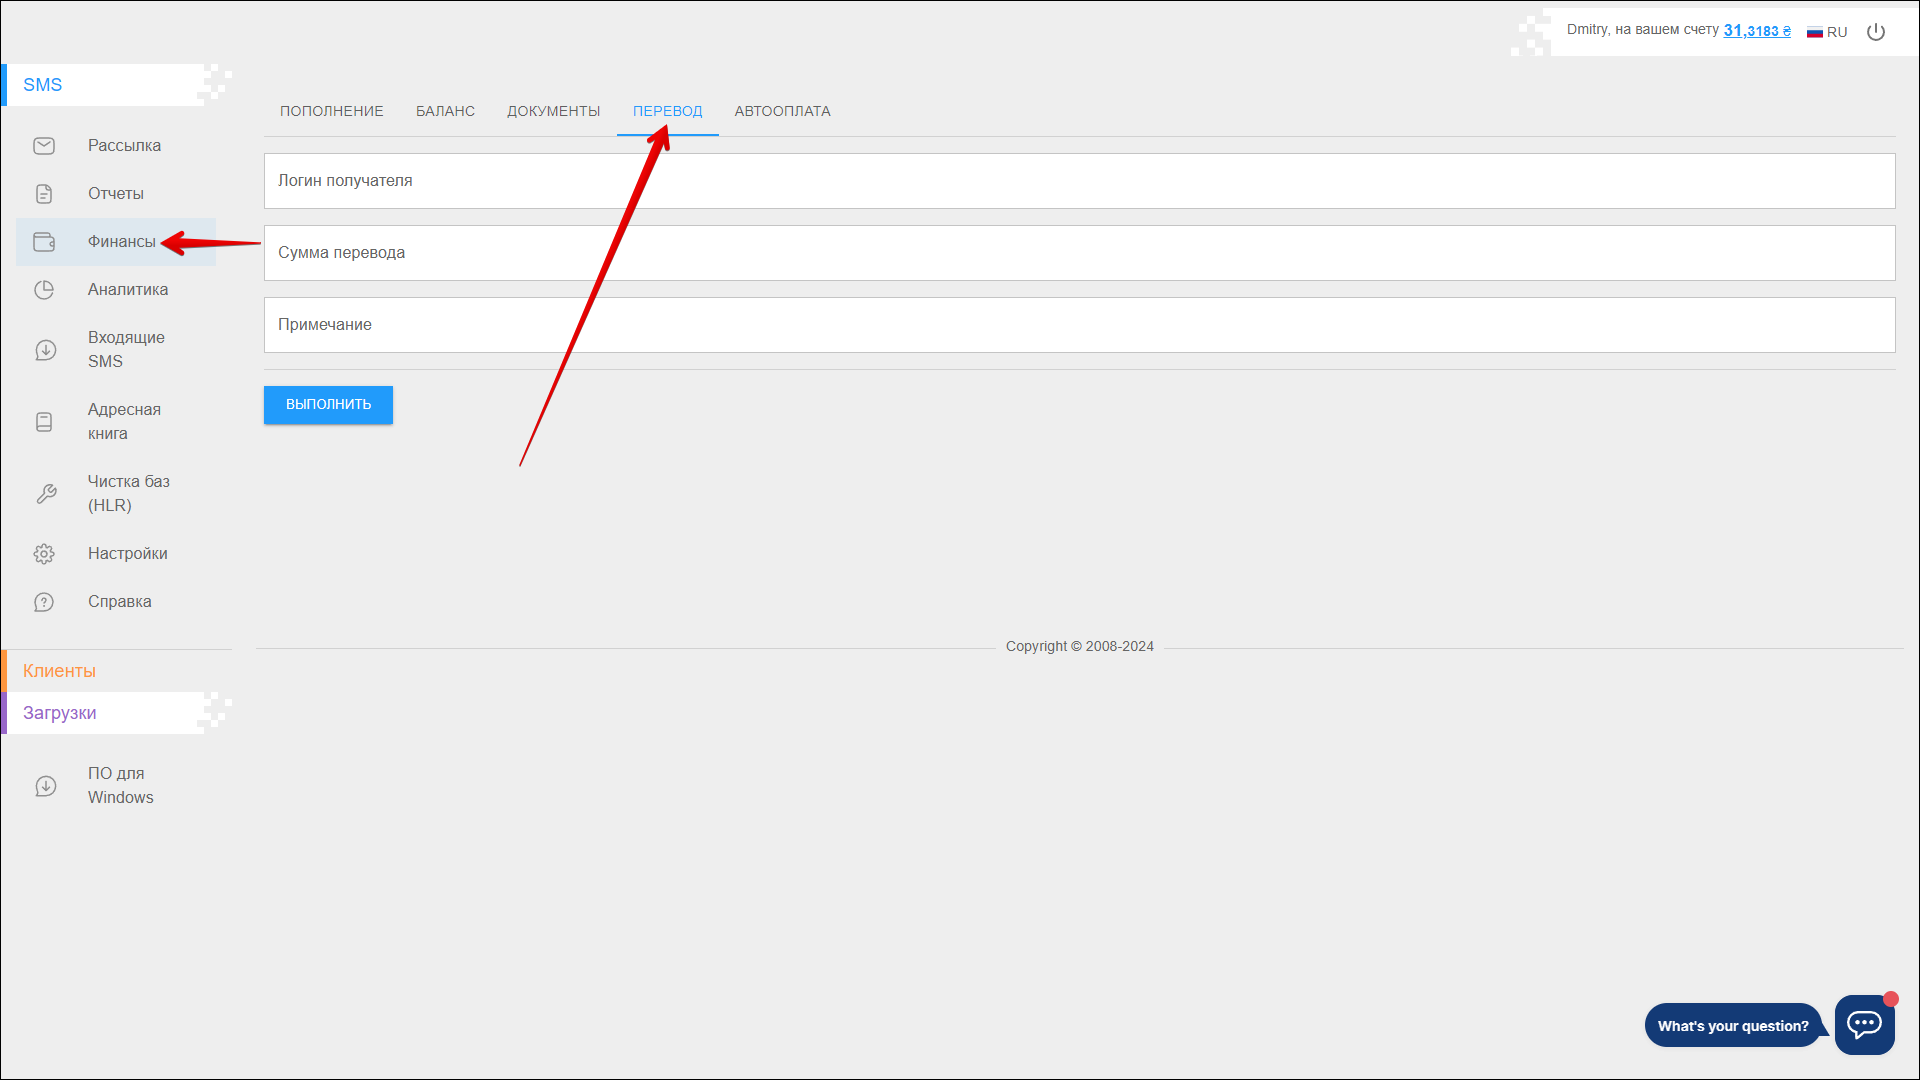 Dmitry, на вашем счету 31,3183 ₴ RU
SMS
Рассылка
Отчеты
Финансы
Аналитика
Входящие
SMS
Адресная
книга
Чистка баз
(HLR)
Настройки
Справка
Клиенты
Загрузки
ПО для
Windows
ПОПОЛНЕНИЕ БАЛАНС ДОКУМЕНТЫ ПЕРЕВОД АВТООПЛАТА
Логин получателя
Сумма перевода
Примечание
ВЫПОЛНИТЬ
Copyright © 2008-2024
What's your question?